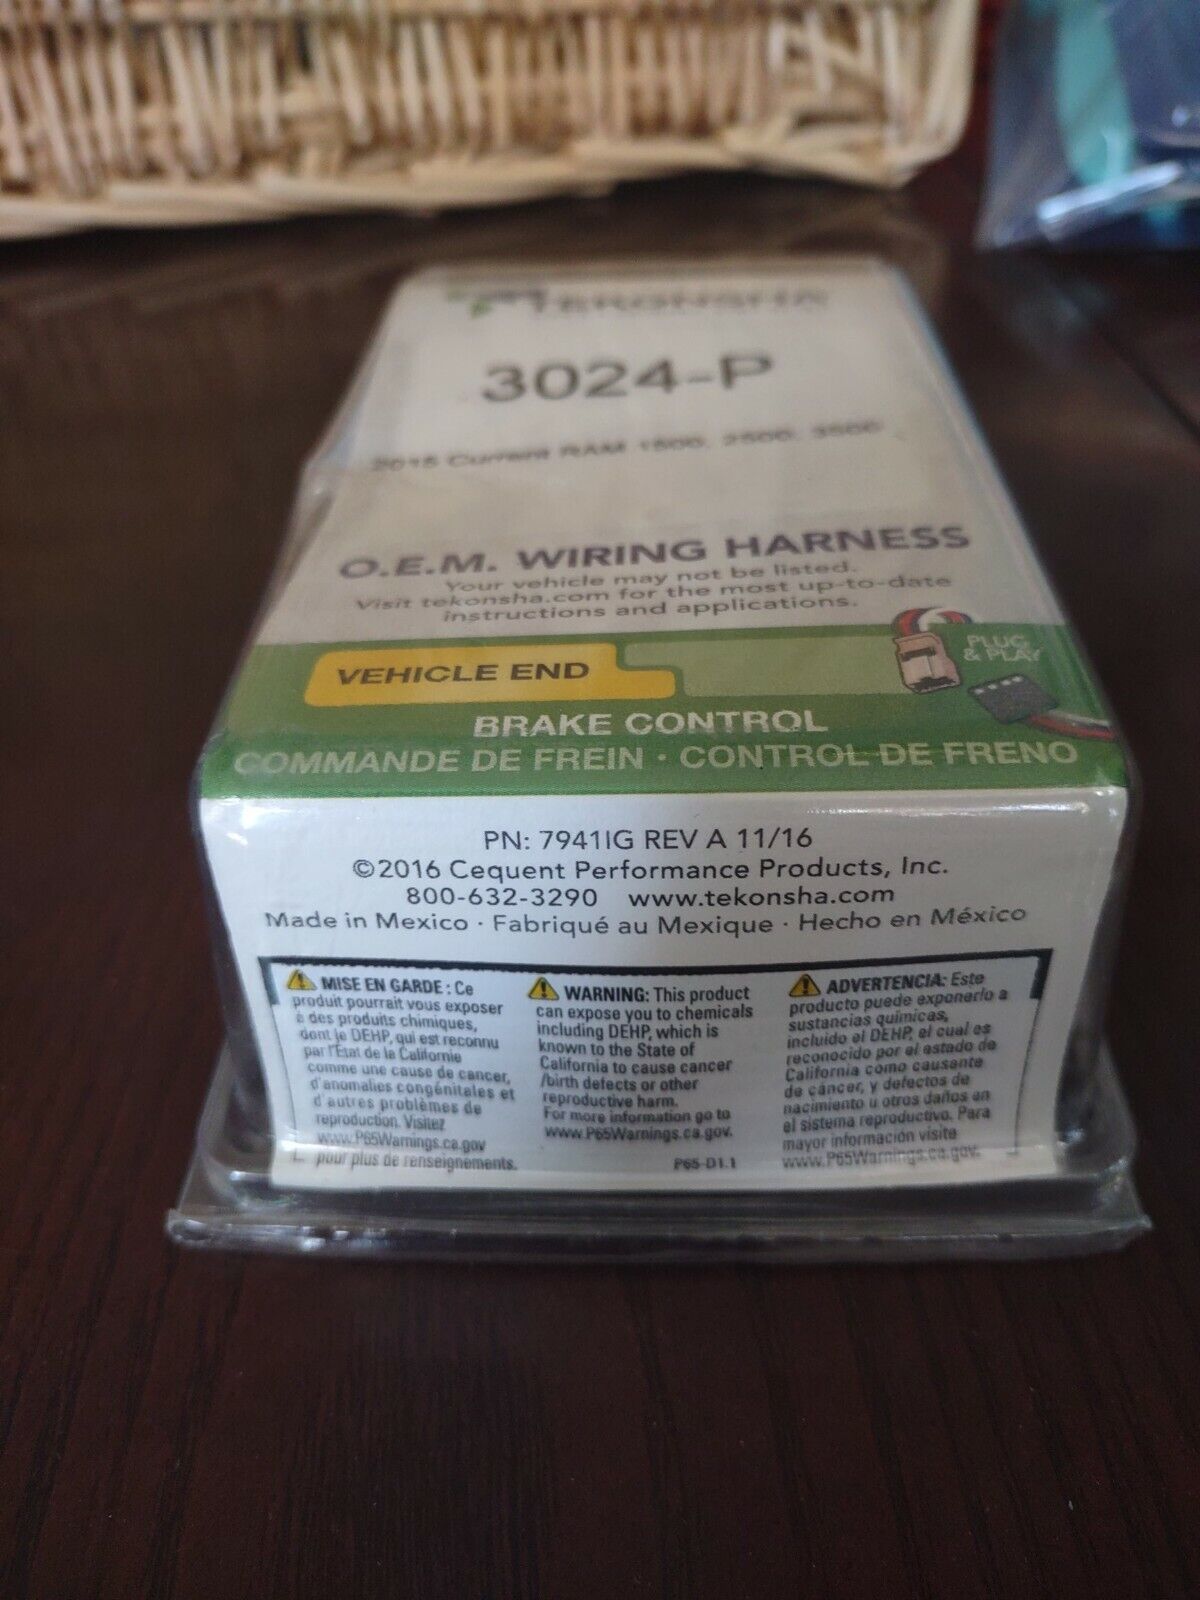 TEKONSHA
3024-P
2015 Current RAM 1500, 2500, 3500
O.E.M. WIRING HARNESS
Your vehicle may not be listed.
Visit tekonsha.com for the most up-to-date
instructions and applications.
PLUG
& PLAY
VEHICLE END
BRAKE CONTROL
COMMANDE DE FREIN · CONTROL DE FRENO
PN: 7941IG REV A 11/16
©2016 Cequent Performance Products, Inc.
800-632-3290 www.tekonsha.com
Made in Mexico · Fabriqué au Mexique · Hecho en México
MISE EN GARDE : Ce
produit pourrait vous exposer
à des produits chimiques,
dont le DEHP, qui est reconnu
par l'État de la Californie
comme une cause de cancer,
d'anomalies congénitales et
d'autres problèmes de
reproduction. Visitez
www.P65Warnings.ca.gov
pour plus de renseignements.
WARNING: This product
can expose you to chemicals
including DEHP, which is
known to the State of
California to cause cancer
/birth defects or other
reproductive harm.
For more information go to
www.P65Warnings.ca.gov.
P65-D1.1
ADVERTENCIA: Este
producto puede exponerlo a
sustancias químicas,
incluido el DEHP, el cual es
reconocido por el estado de
California como causante
de cáncer, y defectos de
nacimiento u otros daños en
el sistema reproductivo. Para
mayor información visite
www.P65Warnings.ca.gov.